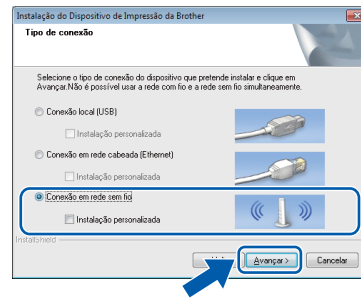 Instalação do Dispositivo de Impressão da Brother
Tipo de conexão
Selecione o tipo de conexão do dispositivo que pretende instalar e clique em
Avançar.Não é possível usar a rede com fio e a rede sem fio simultaneamente.
Conexão local (USB)
Instalação personalizada
Conexão em rede cabeada (Ethernet)
Instalação personalizada
Conexão em rede sem fio
Instalação personalizada
InstallShield
Avançar > Cancelar